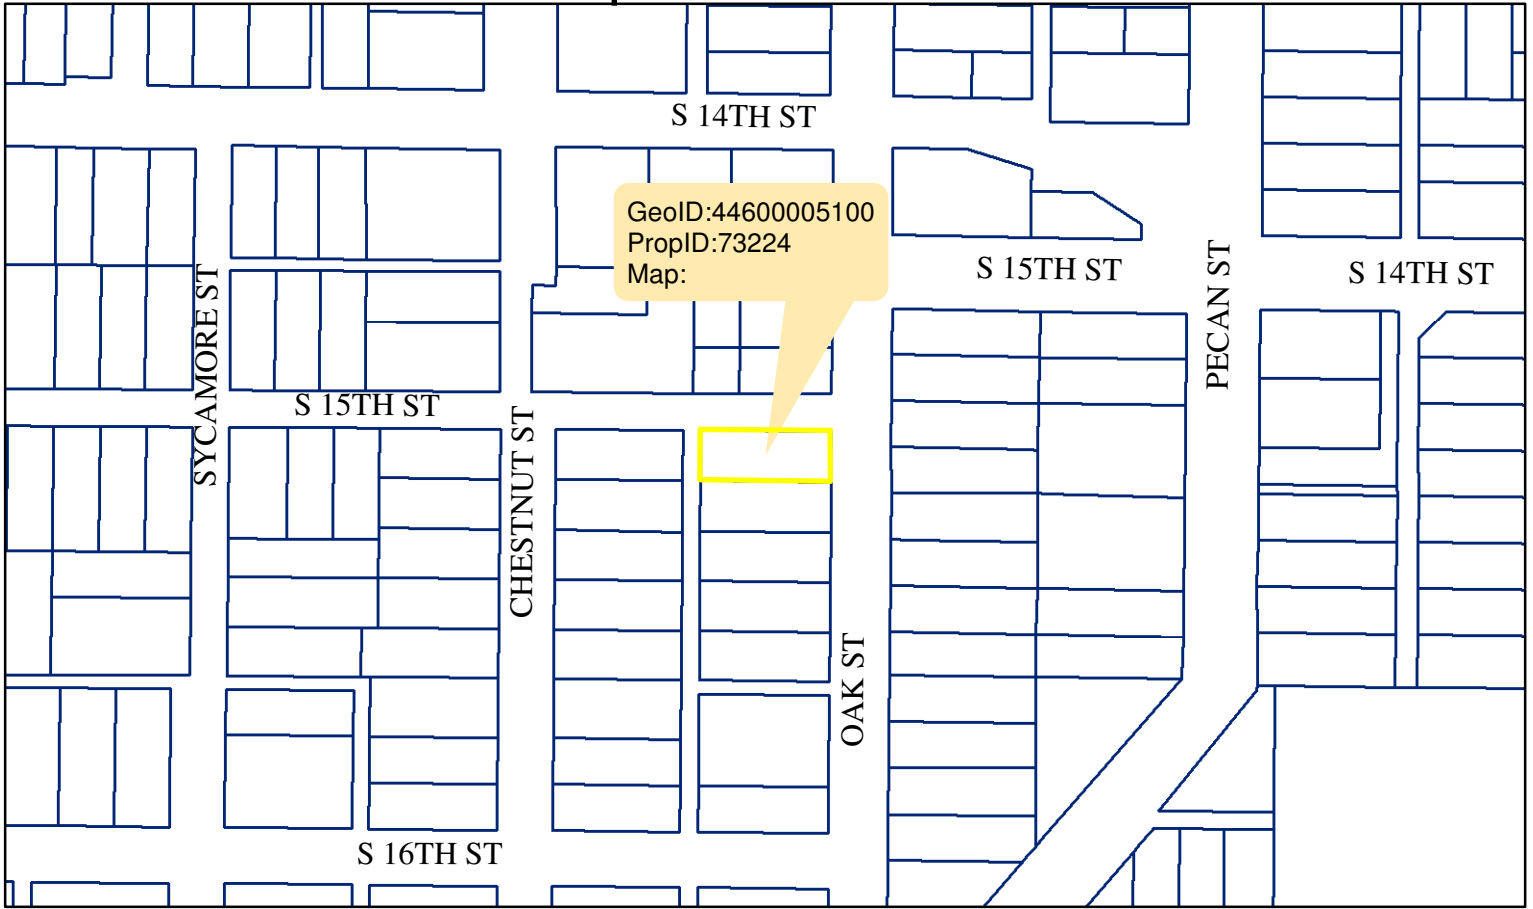 S 14TH ST
GeoID:44600005100
PropID:73224
Map:
S 15TH ST
S 14TH ST
PECAN ST
SYCAMORE ST
S 15TH ST
CHESTNUT ST
OAK ST
S 16TH ST